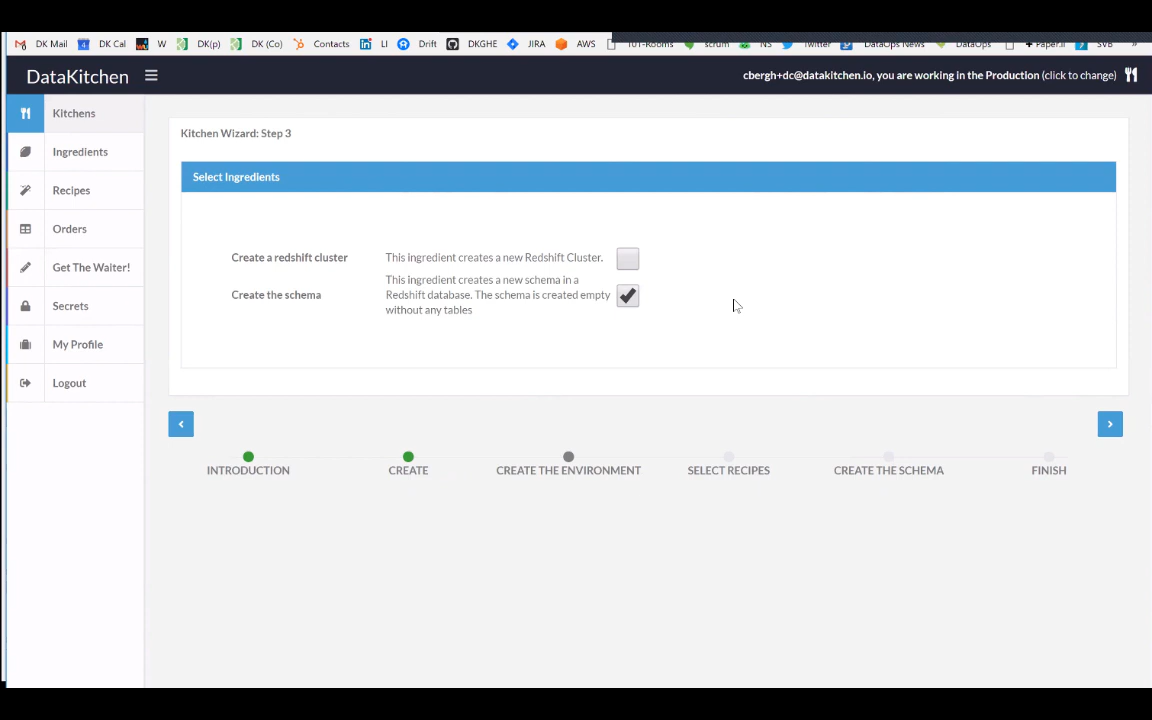 DK Mail DK Cal W DK(p) DK (Co) Contacts LI Drift DKGHE JIRA AWS 101-Rooms scrum NS Twitter DataOps News DataOps SVB »
DataKitchen
cbergh+dc@datakitchen.io, you are working in the Production (click to change)
Kitchens
Ingredients
Recipes
Orders
Get The Waiter!
Secrets
My Profile
Logout
Kitchen Wizard: Step 3
Select Ingredients
Create a redshift cluster
This ingredient creates a new Redshift Cluster.
Create the schema
This ingredient creates a new schema in a
Redshift database. The schema is created empty
without any tables
INTRODUCTION
CREATE
CREATE THE ENVIRONMENT
SELECT RECIPES
CREATE THE SCHEMA
FINISH